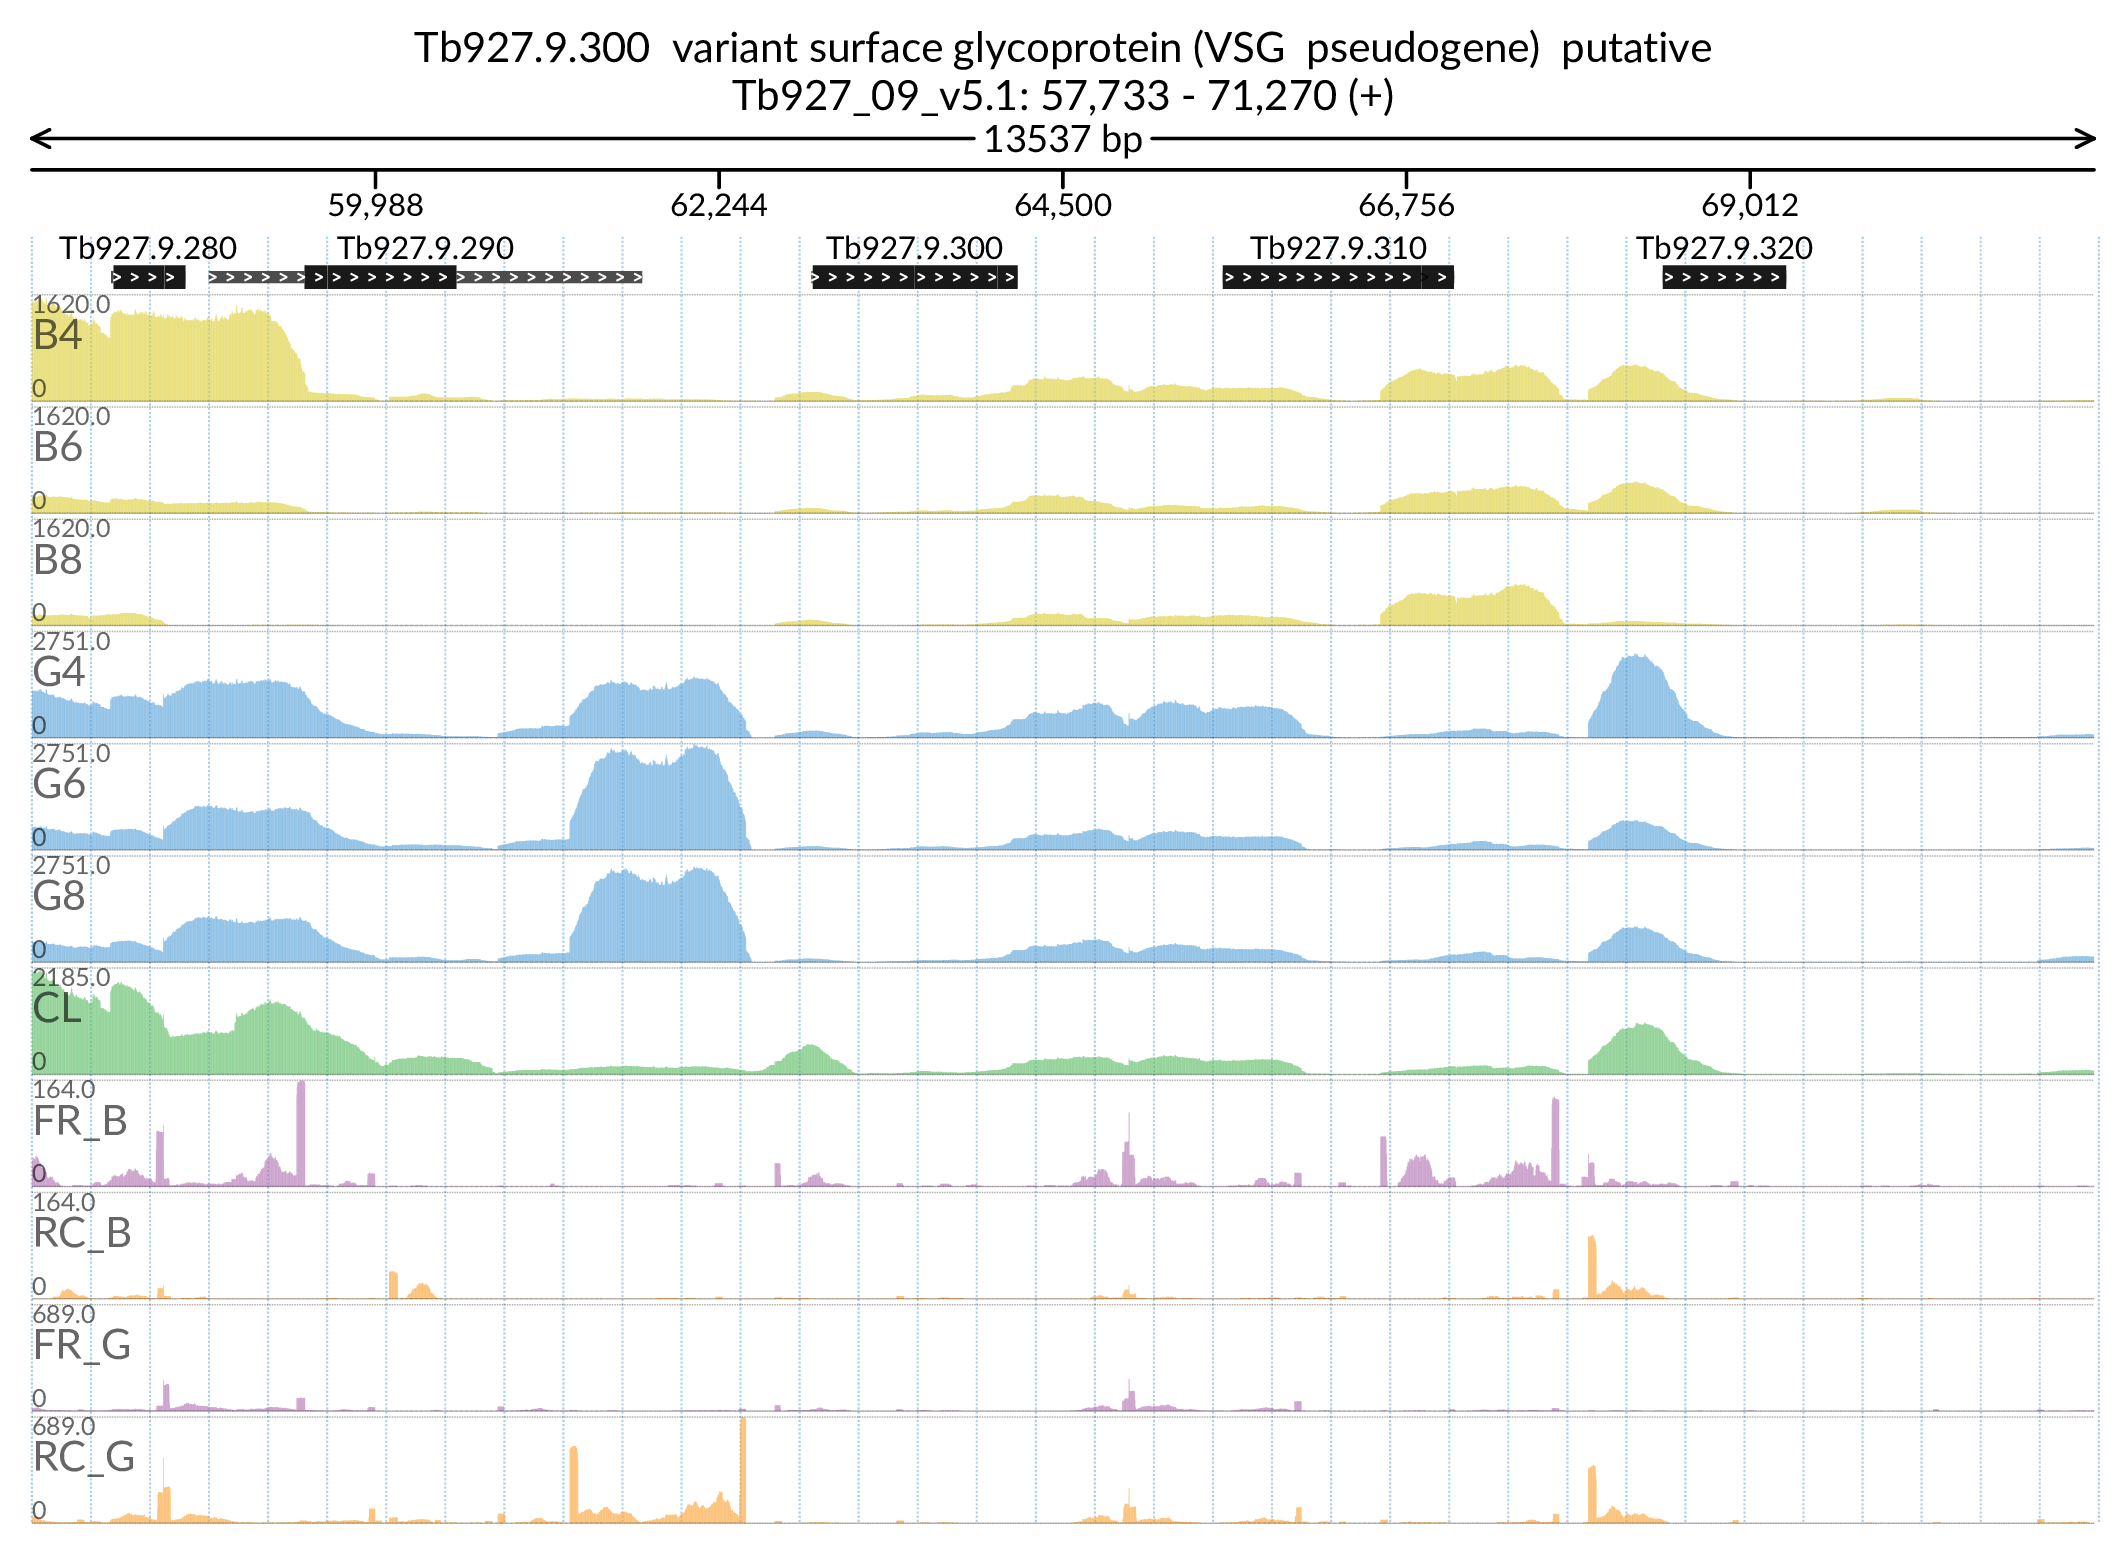 Tb927.9.300 variant surface glycoprotein (VSG pseudogene) putative
Tb927_09_v5.1: 57,733 - 71,270 (+)
13537 bp
59,988 62,244 64,500 66,756 69,012
Tb927.9.280 Tb927.9.290 Tb927.9.300 Tb927.9.310 Tb927.9.320
1620.0
B4
0
1620.0
B6
0
1620.0
B8
0
2751.0
G4
0
2751.0
G6
0
2751.0
G8
0
2185.0
CL
0
164.0
FR_B
0
164.0
RC_B
0
689.0
FR_G
0
689.0
RC_G
0